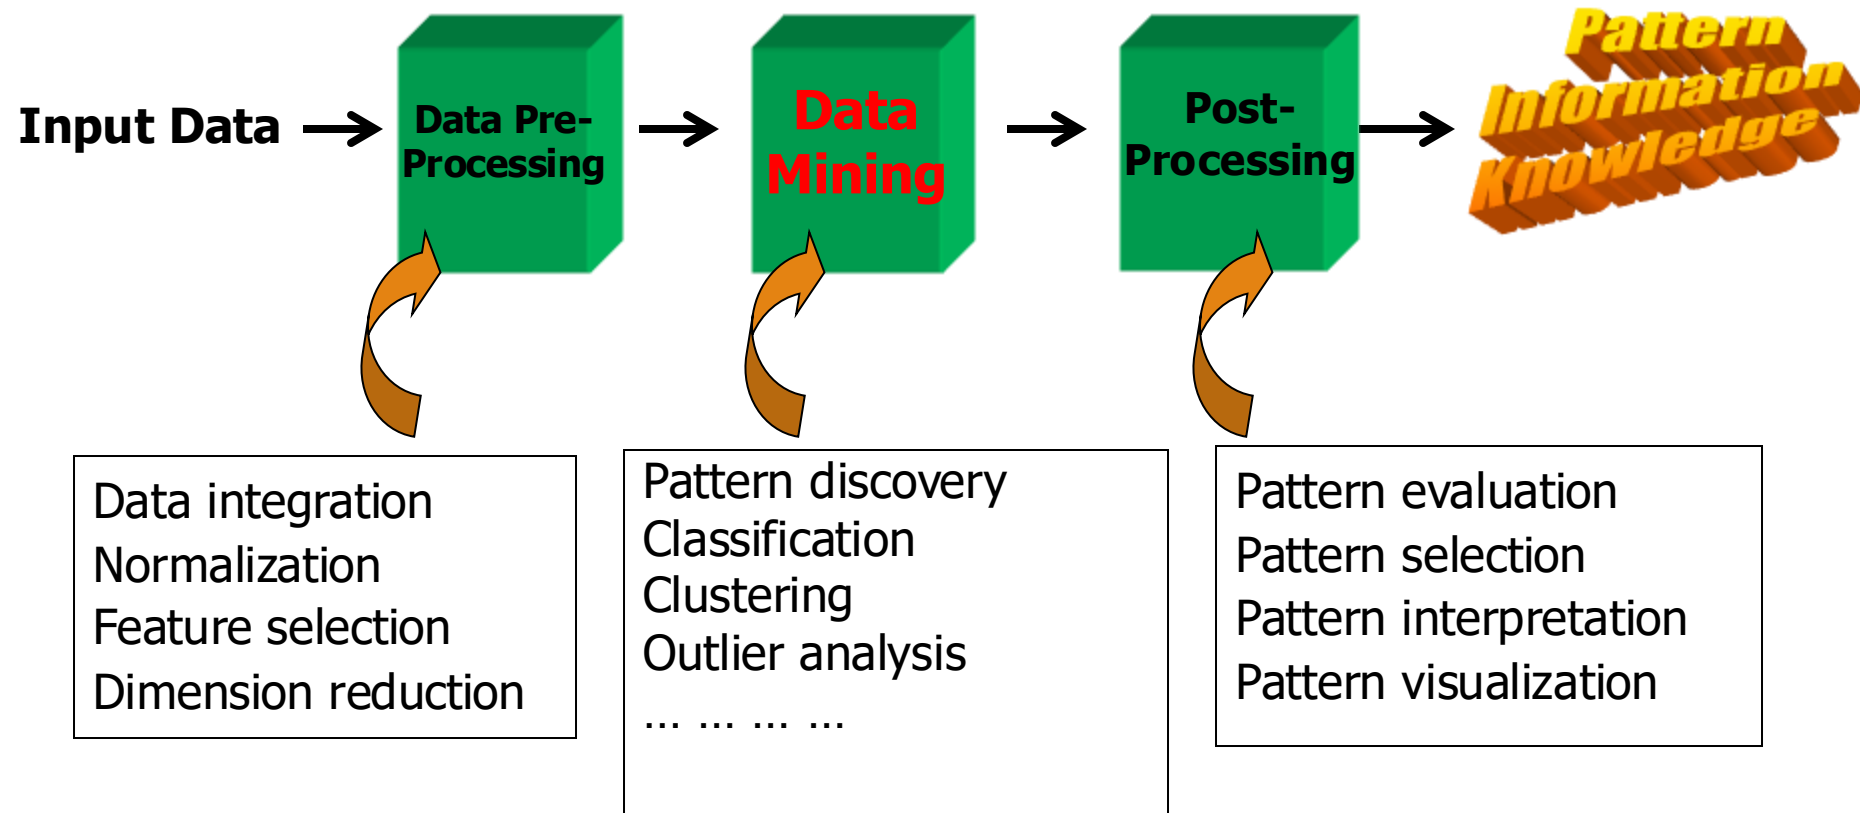 Input Data
Data Pre-
Processing
Data
Mining
Post-
Processing
Pattern
Information
Knowledge
Data integration
Normalization
Feature selection
Dimension reduction
Pattern discovery
Classification
Clustering
Outlier analysis
… … … …
Pattern evaluation
Pattern selection
Pattern interpretation
Pattern visualization